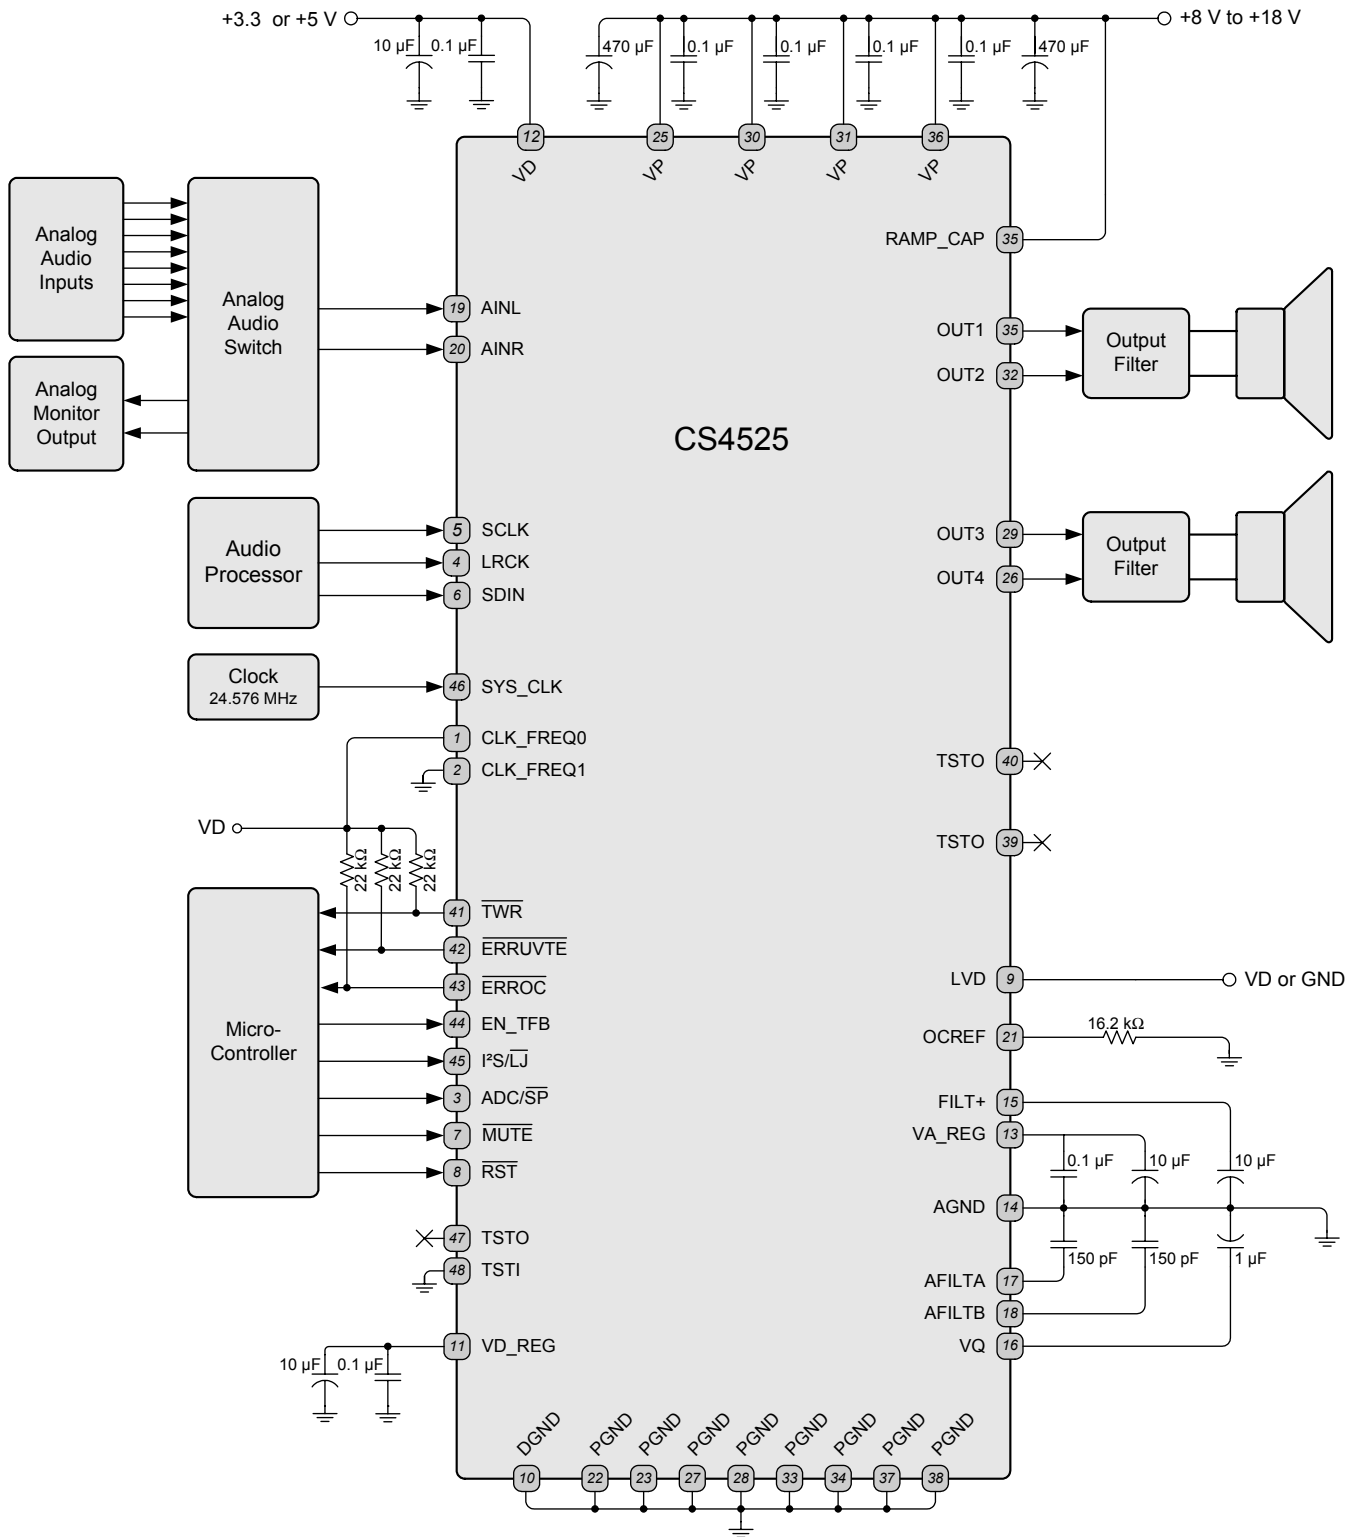 +3.3 or +5 V
+8 V to +18 V
10 µF
0.1 µF
470 µF
0.1 µF
0.1 µF
0.1 µF
0.1 µF
470 µF
12
25
30
31
36
VD
VP
VP
VP
VP
Analog
Audio
Inputs
Analog
Audio
Switch
Analog
Monitor
Output
19 AINL
20 AINR
RAMP_CAP 35
OUT1 35
OUT2 32
Output
Filter
CS4525
Audio
Processor
5 SCLK
4 LRCK
6 SDIN
OUT3 29
OUT4 26
Output
Filter
Clock
24.576 MHz
46 SYS_CLK
1 CLK_FREQ0
2 CLK_FREQ1
TSTO 40
TSTO 39
VD
22 kΩ
22 kΩ
22 kΩ
Micro-
Controller
41 TWR
42 ERRUVTE
43 ERROC
44 EN_TFB
45 I²S/LJ
3 ADC/SP
7 MUTE
8 RST
47 TSTO
48 TSTI
11 VD_REG
10 µF
0.1 µF
LVD 9
VD or GND
OCREF 21
16.2 kΩ
FILT+ 15
VA_REG 13
0.1 µF
10 µF
10 µF
AGND 14
150 pF
150 pF
1 µF
AFILTA 17
AFILTB 18
VQ 16
DGND
PGND
PGND
PGND
PGND
PGND
PGND
PGND
PGND
10
22
23
27
28
33
34
37
38